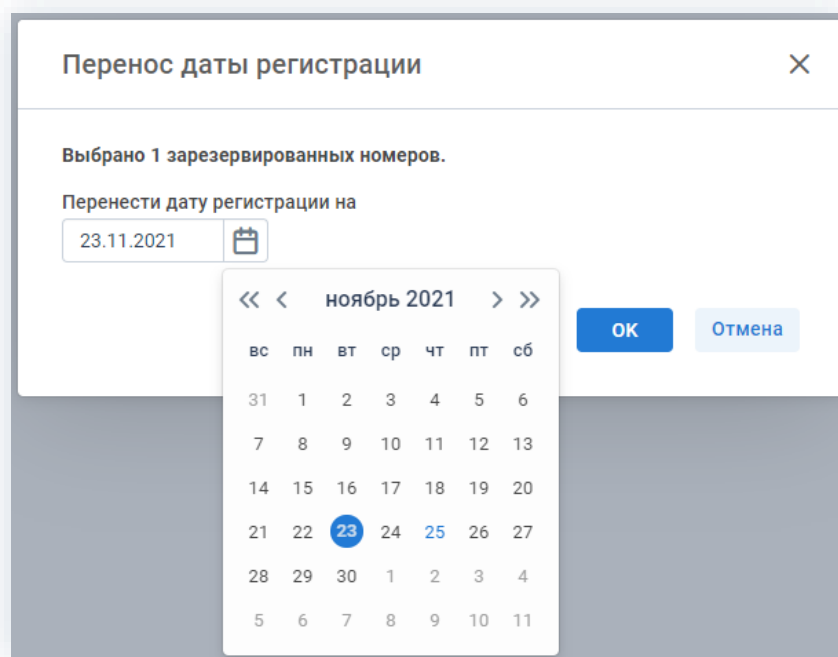 Перенос даты регистрации
Выбрано 1 зарезервированных номеров.
Перенести дату регистрации на
23.11.2021
ноябрь 2021
OK Отмена
вс пн вт ср чт пт сб
31 1 2 3 4 5 6
7 8 9 10 11 12 13
14 15 16 17 18 19 20
21 22 23 24 25 26 27
28 29 30 1 2 3 4
5 6 7 8 9 10 11